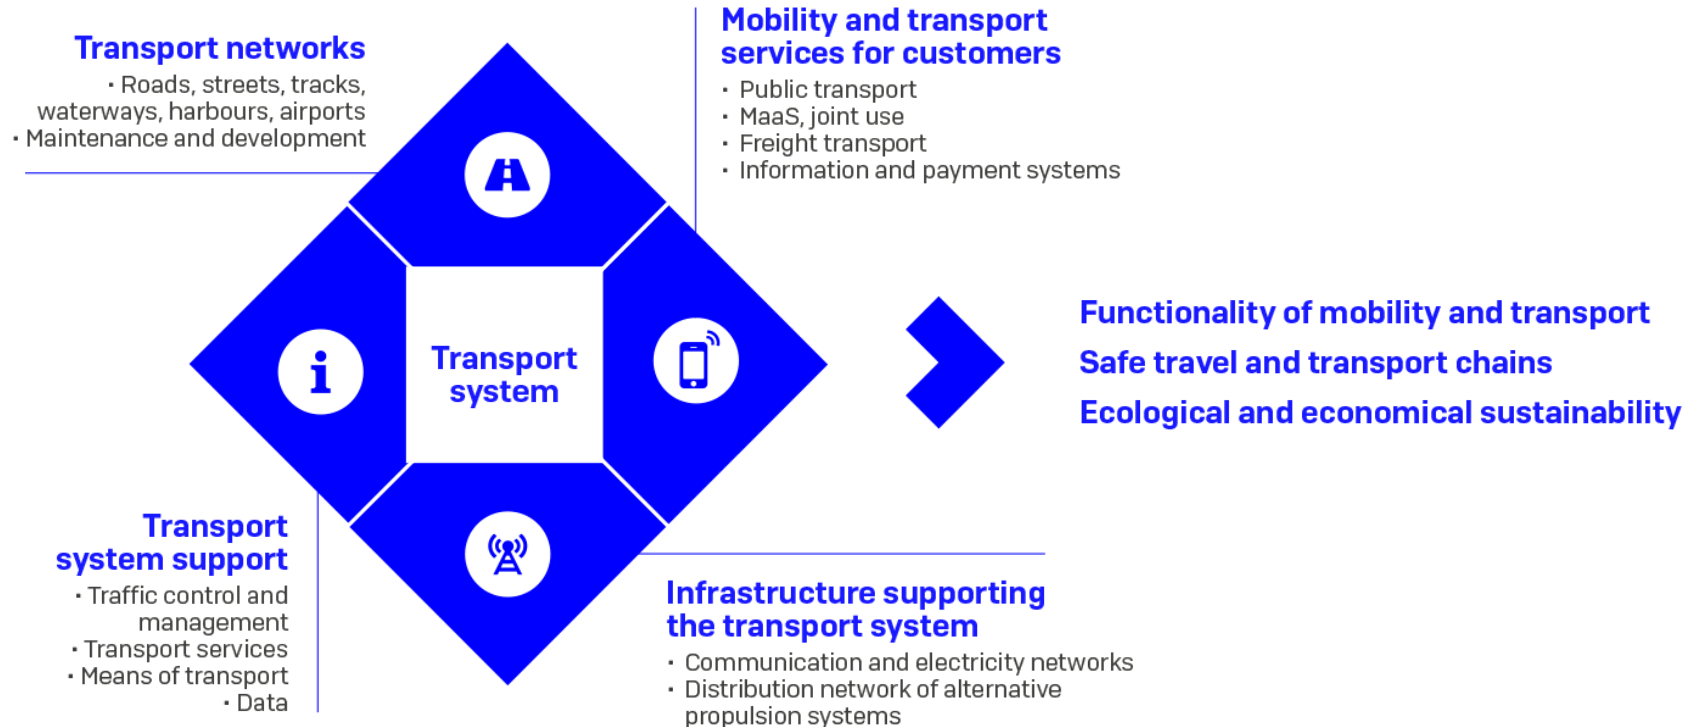 Transport networks
· Roads, streets, tracks,
waterways, harbours, airports
· Maintenance and development
Mobility and transport
services for customers
· Public transport
· MaaS, joint use
· Freight transport
· Information and payment systems
Transport
system
Functionality of mobility and transport
Safe travel and transport chains
Ecological and economical sustainability
Transport
system support
· Traffic control and
management
· Transport services
· Means of transport
· Data
Infrastructure supporting
the transport system
· Communication and electricity networks
· Distribution network of alternative
propulsion systems